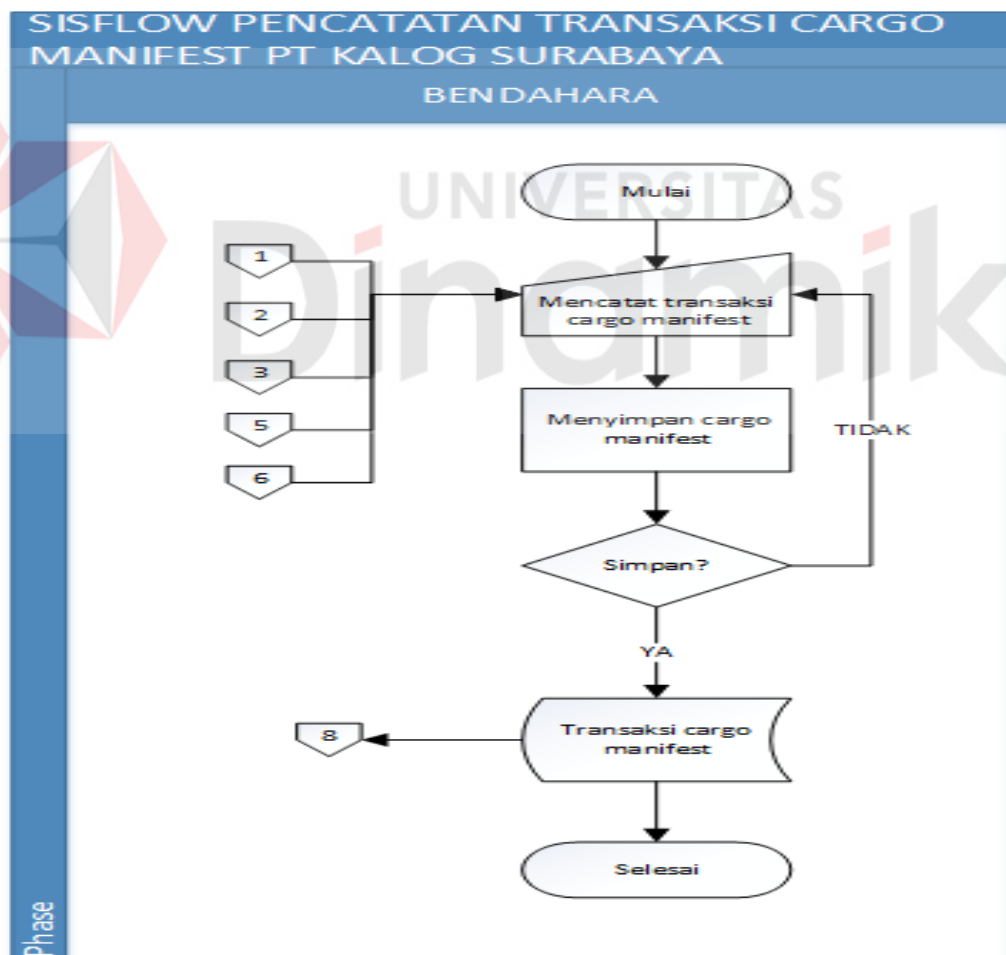 SISFLOW PENCATATAN TRANSAKSI CARGO
MANIFEST PT KALOG SURABAYA
BENDAHARA
UNIVERSITAS
Dinamik
Mulai
1
2
3
5
6
Mencatat transaksi
cargo manifest
Menyimpan cargo
manifest
TIDAK
Simpan?
YA
8
Transaksi cargo
manifest
Selesai
Phase